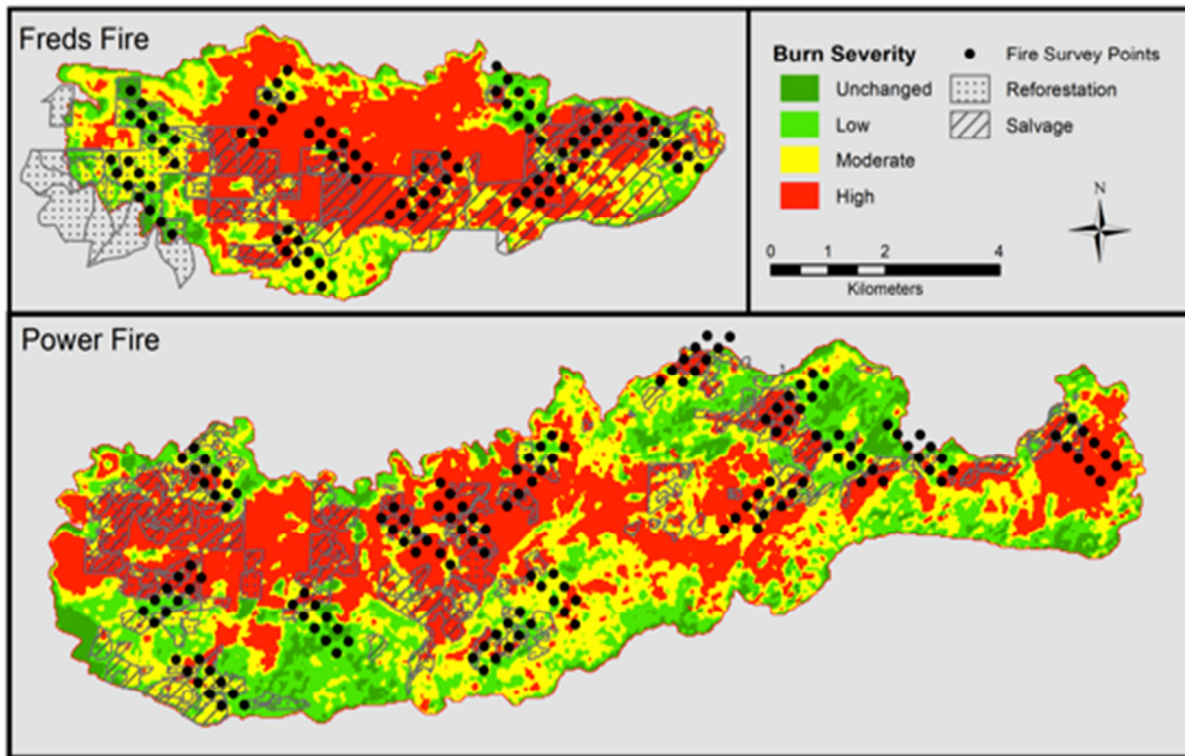 Freds Fire
Burn Severity
Unchanged
Low
Moderate
High
Fire Survey Points
Reforestation
Salvage
N
0 2 4
Kilometers
Power Fire